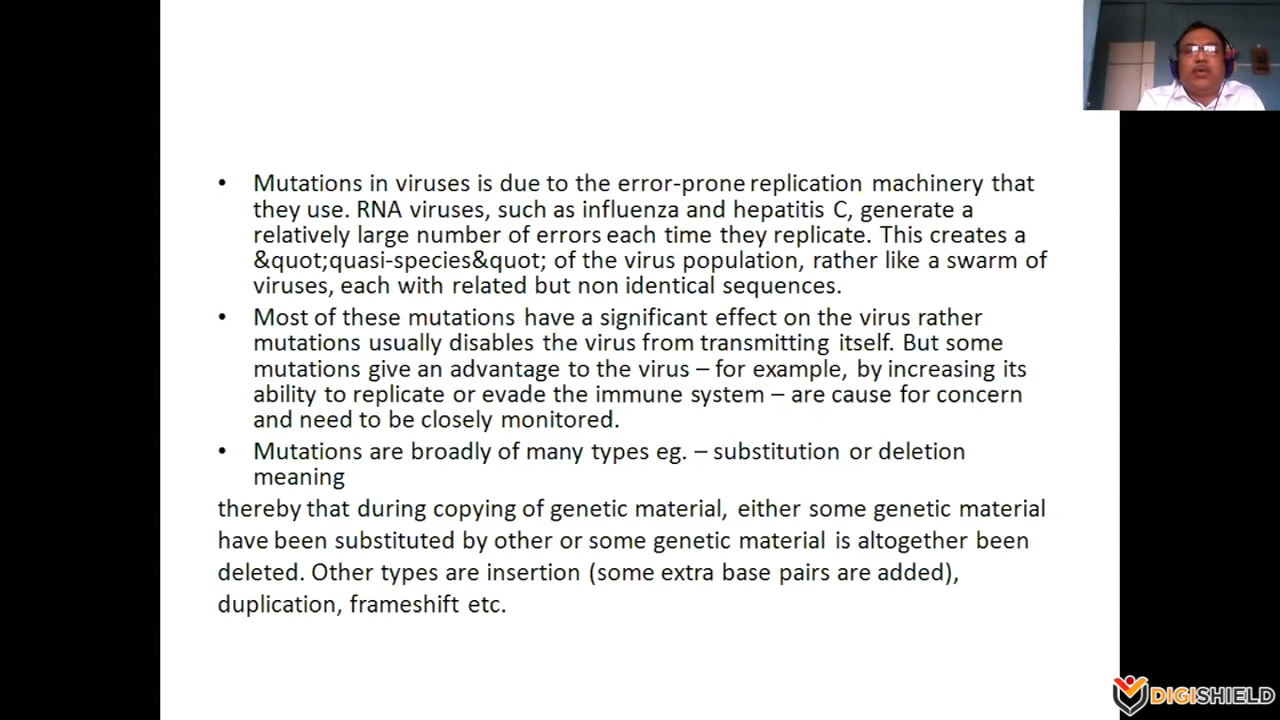 • Mutations in viruses is due to the error-prone replication machinery that
they use. RNA viruses, such as influenza and hepatitis C, generate a
relatively large number of errors each time they replicate. This creates a
&quot;quasi-species&quot; of the virus population, rather like a swarm of
viruses, each with related but non identical sequences.
• Most of these mutations have a significant effect on the virus rather
mutations usually disables the virus from transmitting itself. But some
mutations give an advantage to the virus – for example, by increasing its
ability to replicate or evade the immune system – are cause for concern
and need to be closely monitored.
• Mutations are broadly of many types eg. – substitution or deletion
meaning
thereby that during copying of genetic material, either some genetic material
have been substituted by other or some genetic material is altogether been
deleted. Other types are insertion (some extra base pairs are added),
duplication, frameshift etc.
DIGISHIELD